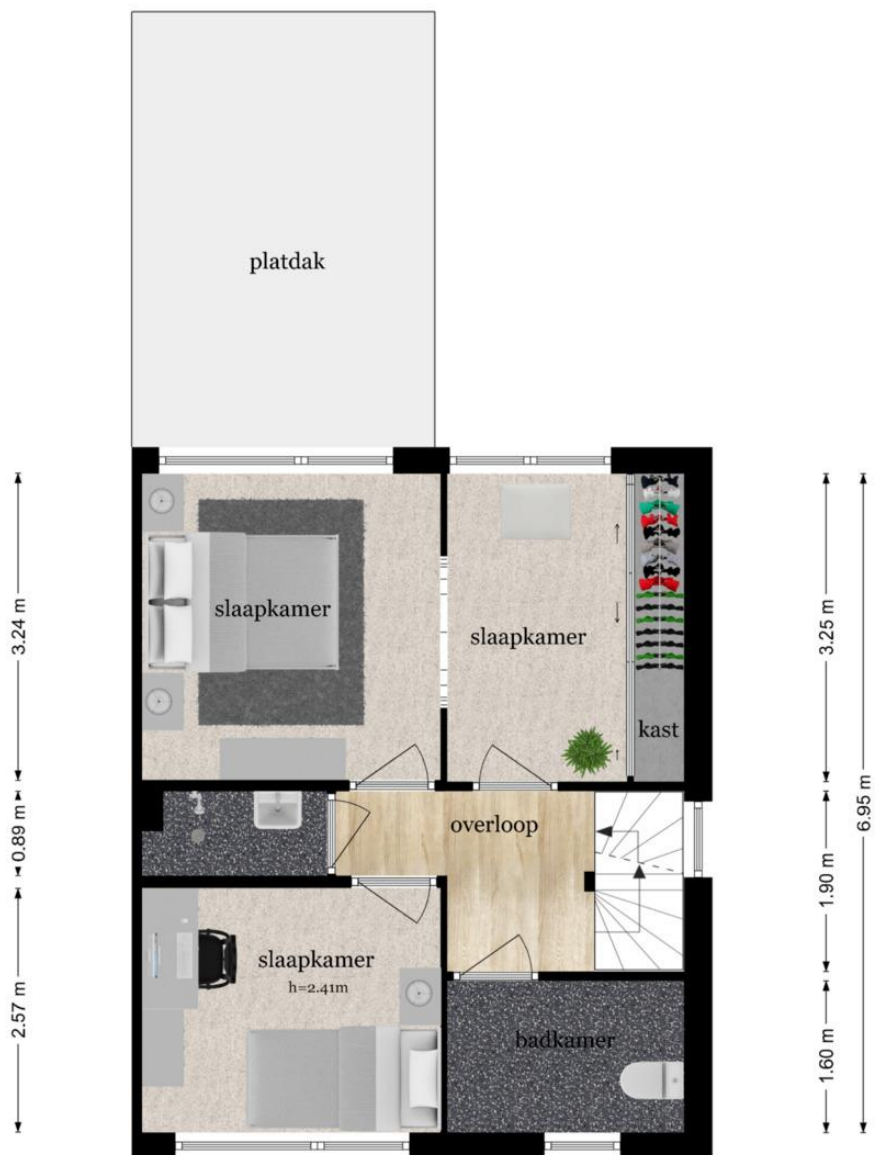 platdak
slaapkamer
slaapkamer
kast
overloop
slaapkamer
h=2.41m
badkamer
3.24 m
0.89 m
2.57 m
3.25 m
1.90 m
1.60 m
6.95 m